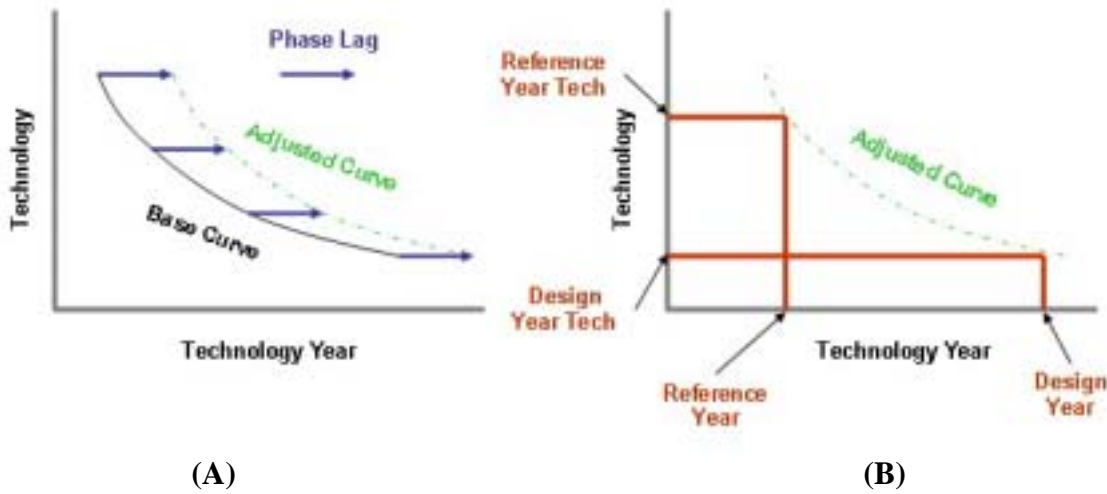 Phase Lag
Technology
Adjusted Curve
Base Curve
Technology Year
Reference
Year Tech
Technology
Adjusted Curve
Design
Year Tech
Technology Year
Reference
Year
Design
Year
(A)
(B)